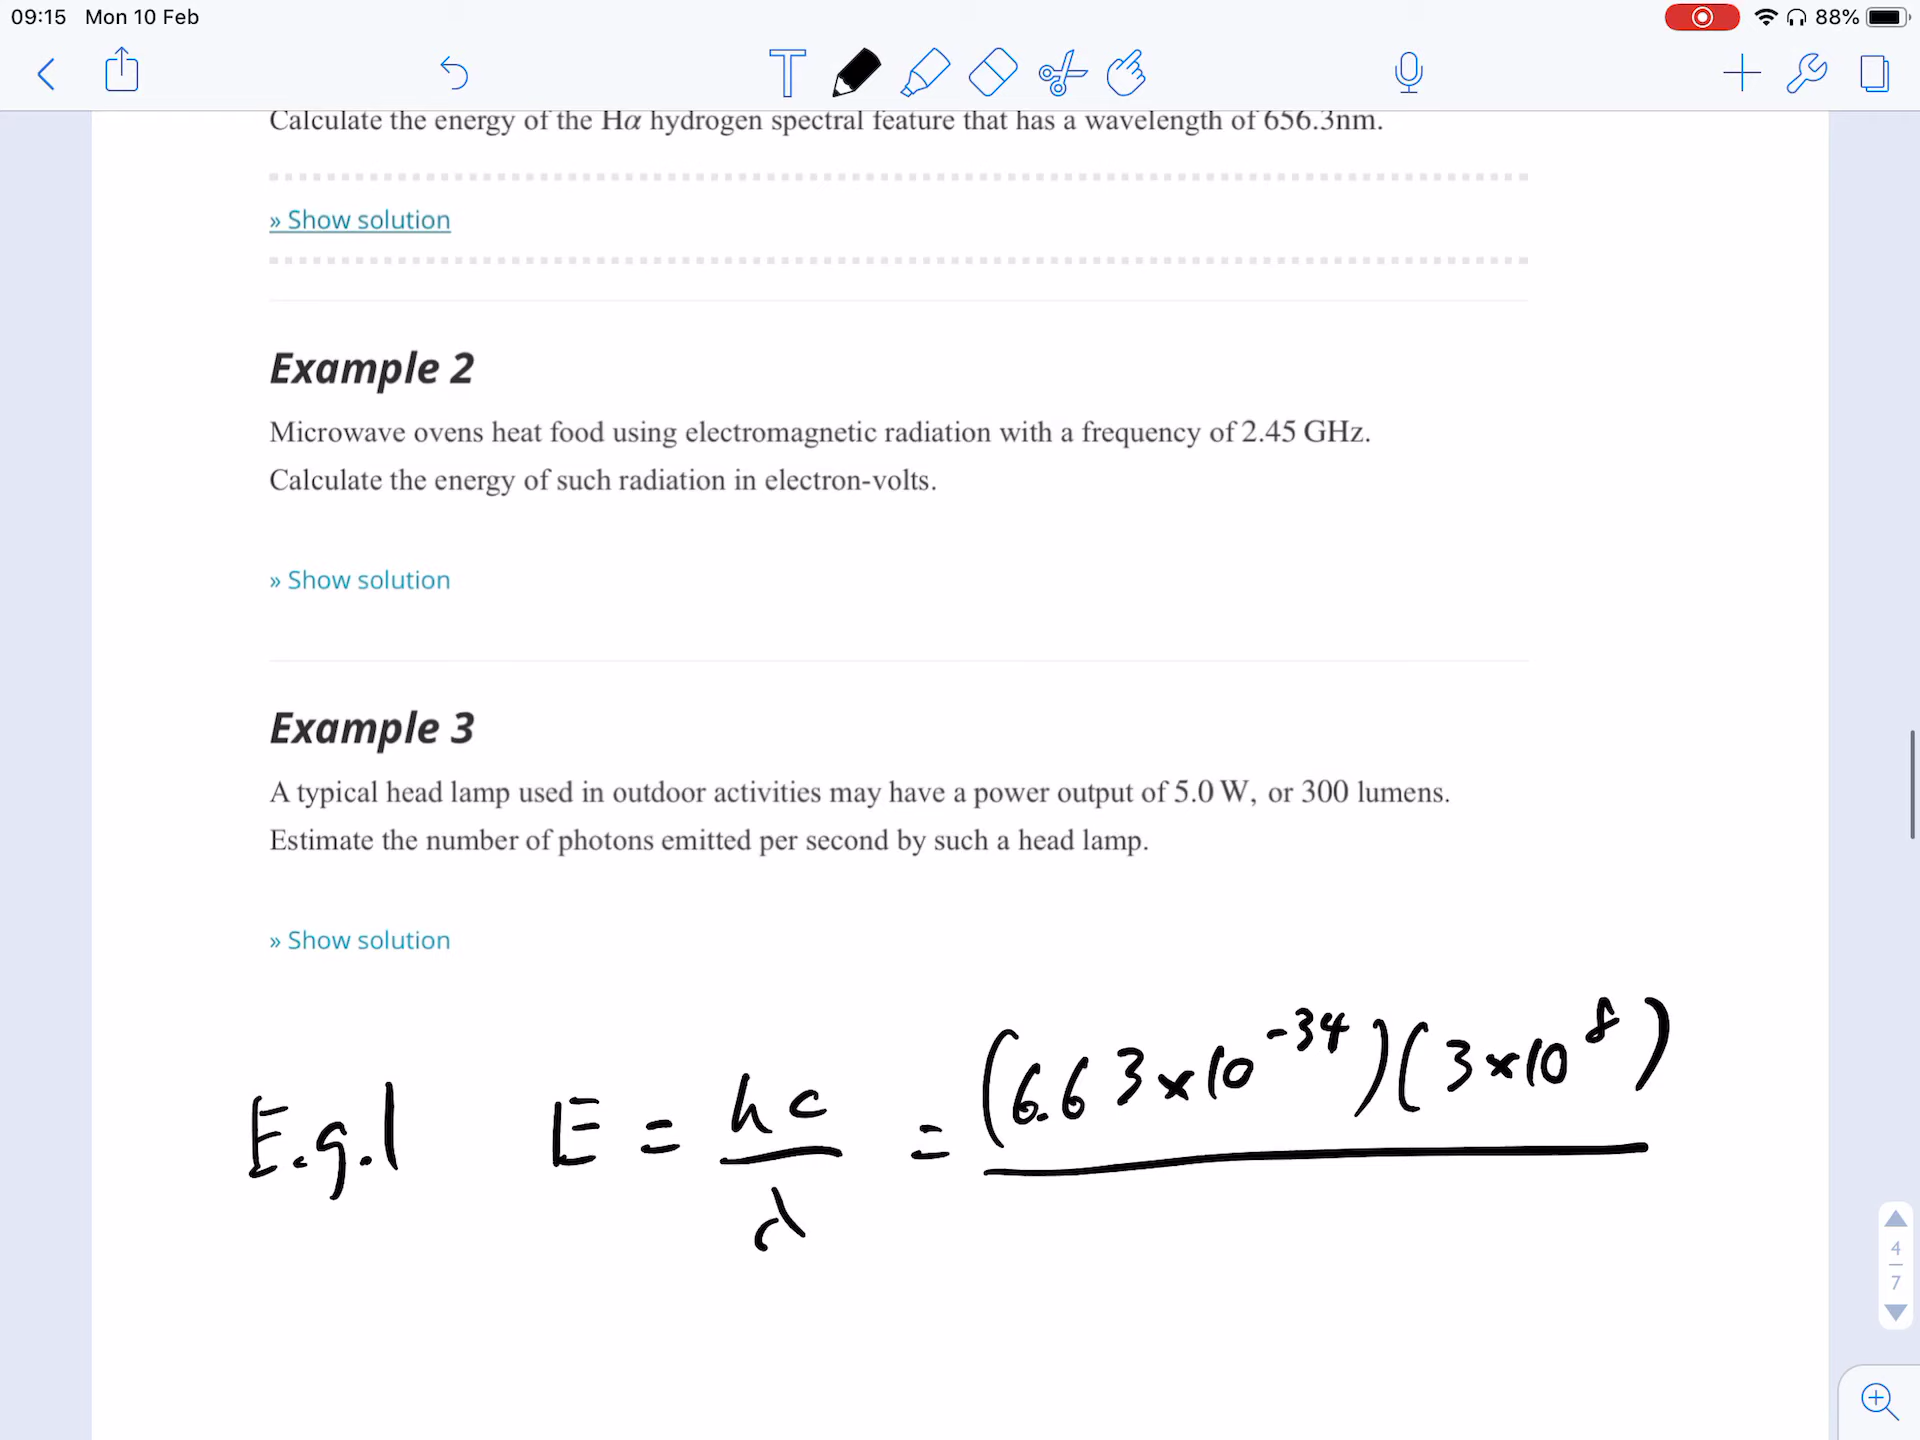 09:15 Mon 10 Feb 88%
T
Calculate the energy of the Hα hydrogen spectral feature that has a wavelength of 656.3nm.
» Show solution
Example 2
Microwave ovens heat food using electromagnetic radiation with a frequency of 2.45 GHz.
Calculate the energy of such radiation in electron-volts.
» Show solution
Example 3
A typical head lamp used in outdoor activities may have a power output of 5.0 W, or 300 lumens.
Estimate the number of photons emitted per second by such a head lamp.
» Show solution
E.g.1 E = hc/λ = (6.63×10⁻³⁴)(3×10⁸)
4
7